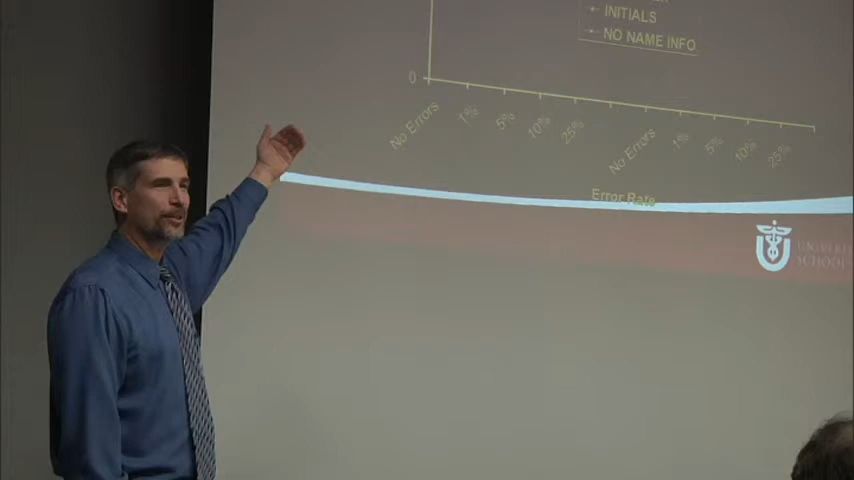 INITIALS
NO NAME INFO
0
No Errors
1%
5%
10%
25%
No Errors
1%
5%
10%
25%
Error Rate
SCHOOL